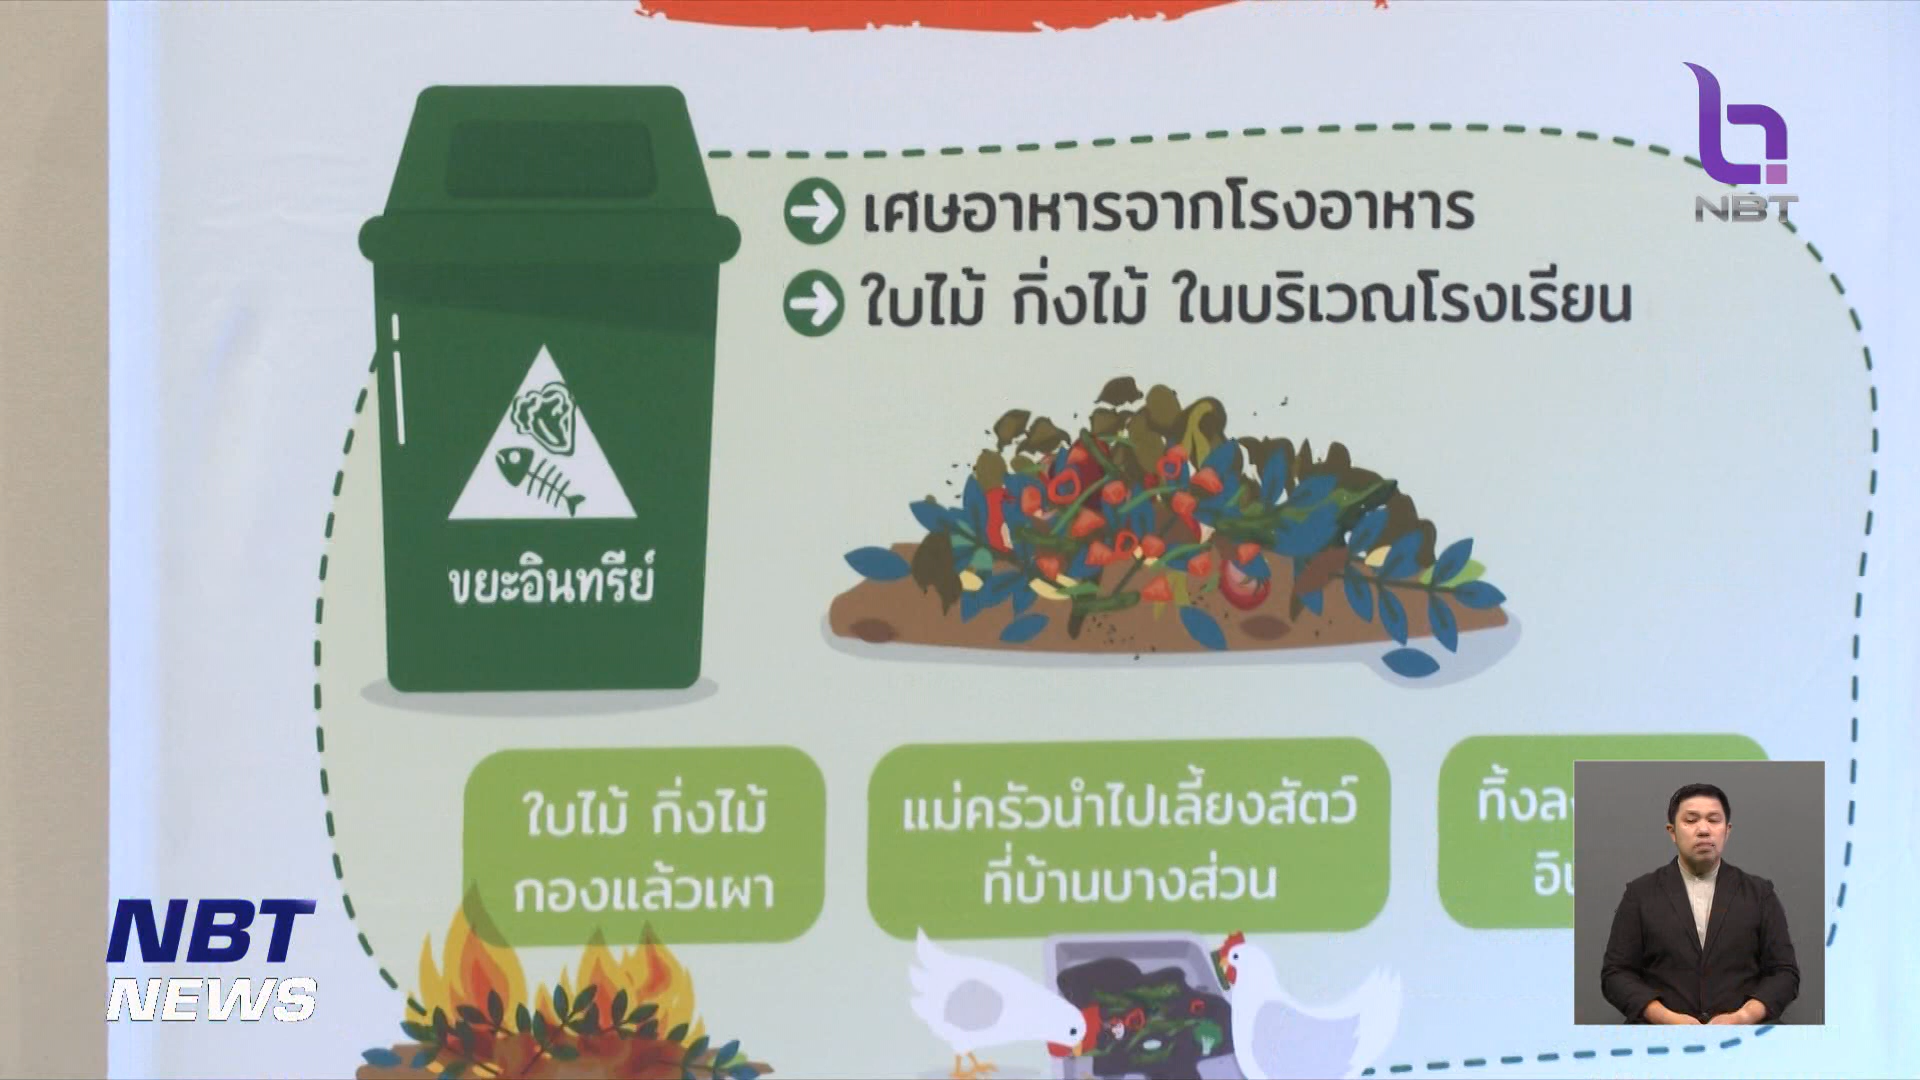 เศษอาหารจากโรงอาหาร
ใบไม้ กิ่งไม้ ในบริเวณโรงเรียน
NBT
ขยะอินทรีย์
ใบไม้ กิ่งไม้
กองแล้วเผา
แม่ครัวนำไปเลี้ยงสัตว์
ที่บ้านบางส่วน
NBT
NEWS